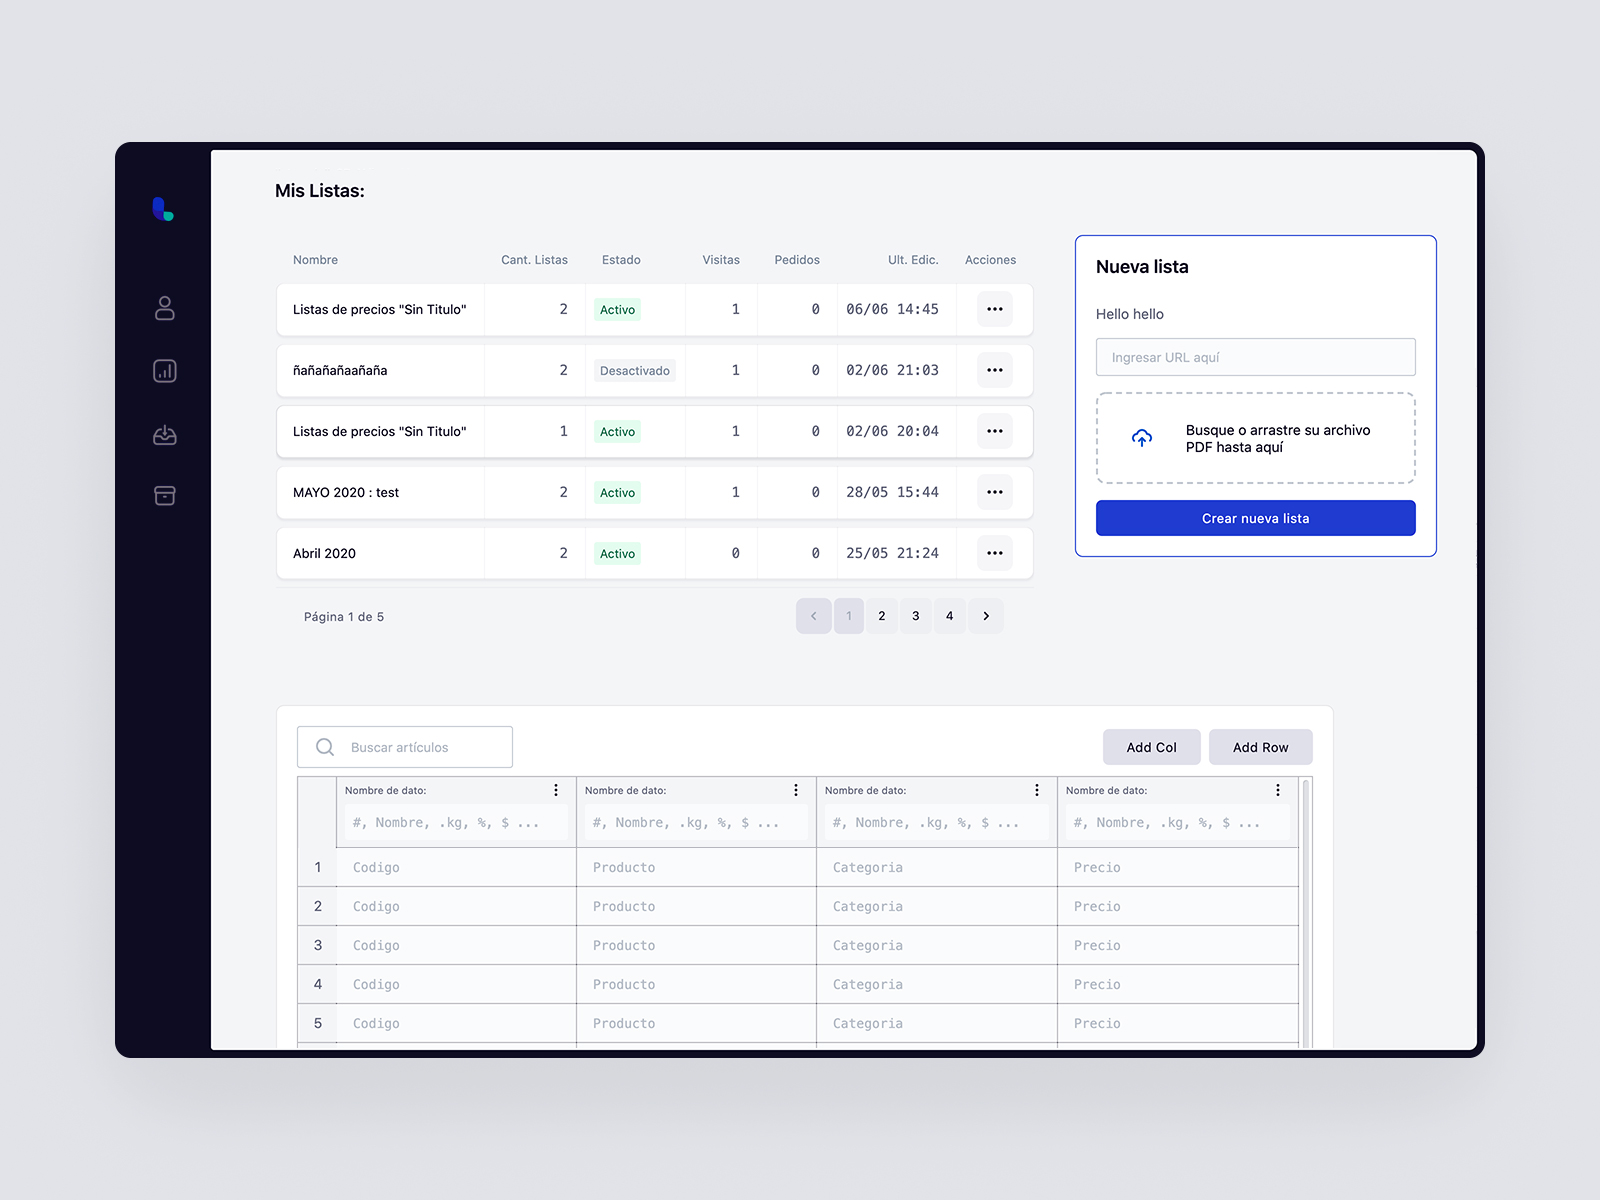 Mis Listas:
Nombre Cant. Listas Estado Visitas Pedidos Ult. Edic. Acciones
Listas de precios "Sin Titulo" 2 Activo 1 0 06/06 14:45
ñañañañaañaña 2 Desactivado 1 0 02/06 21:03
Listas de precios "Sin Titulo" 1 Activo 1 0 02/06 20:04
MAYO 2020 : test 2 Activo 1 0 28/05 15:44
Abril 2020 2 Activo 0 0 25/05 21:24
Página 1 de 5
1 2 3 4
Nueva lista
Hello hello
Ingresar URL aquí
Busque o arrastre su archivo
PDF hasta aquí
Crear nueva lista
Buscar artículos
Add Col Add Row
Nombre de dato: Nombre de dato: Nombre de dato: Nombre de dato:
#, Nombre, .kg, %, $ ... #, Nombre, .kg, %, $ ... #, Nombre, .kg, %, $ ... #, Nombre, .kg, %, $ ...
1 Codigo Producto Categoria Precio
2 Codigo Producto Categoria Precio
3 Codigo Producto Categoria Precio
4 Codigo Producto Categoria Precio
5 Codigo Producto Categoria Precio